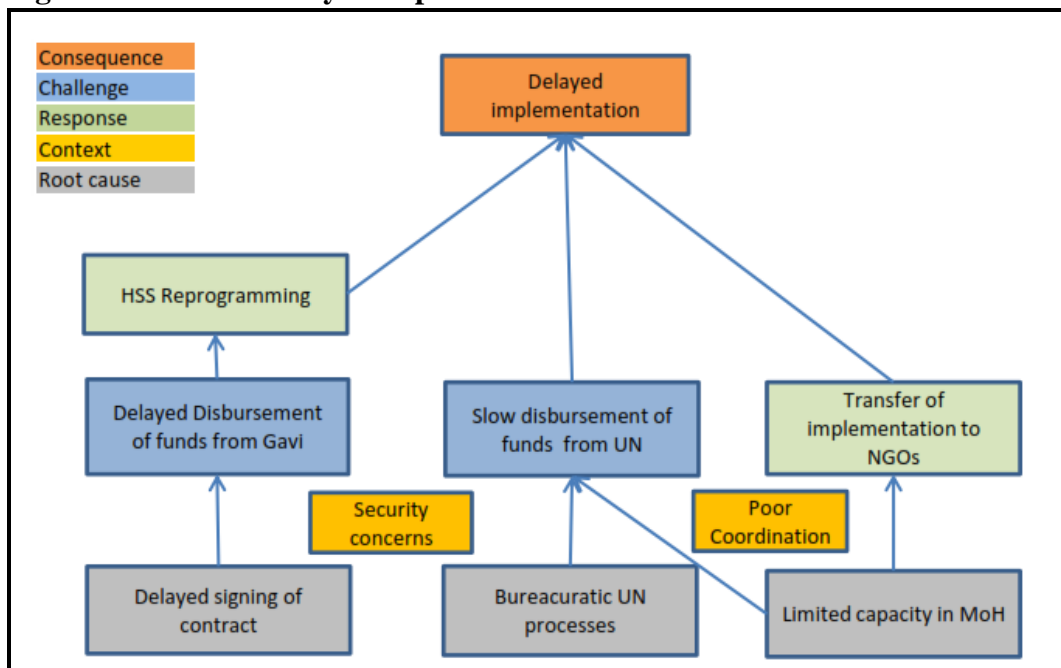 Consequence
Challenge
Response
Context
Root cause
Delayed
implementation
HSS Reprogramming
Delayed Disbursement
of funds from Gavi
Slow disbursement of
funds from UN
Transfer of
implementation to
NGOs
Security
concerns
Poor
Coordination
Delayed signing of
contract
Bureacuratic UN
processes
Limited capacity in MoH